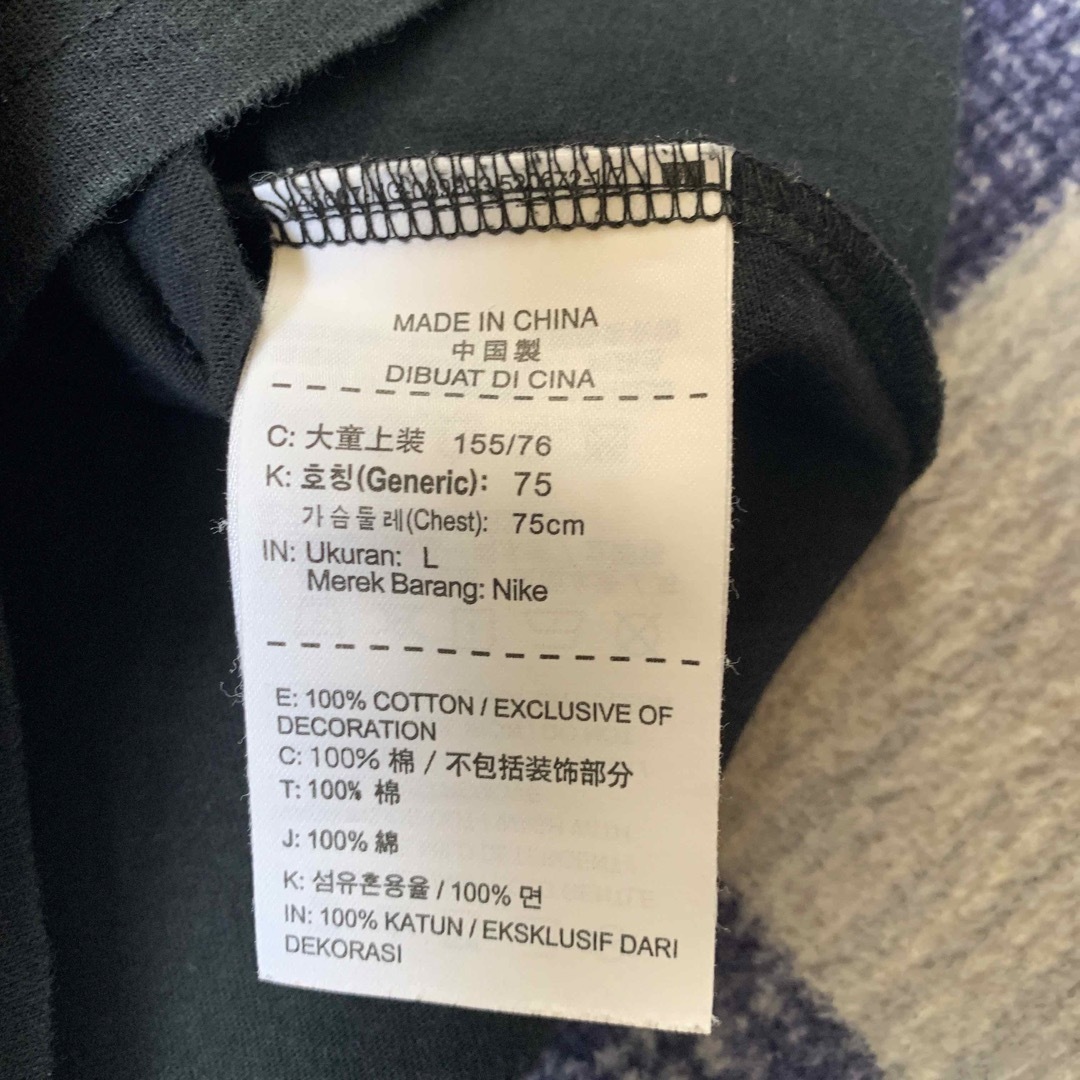 MADE IN CHINA
中国製
DIBUAT DI CINA
C: 大童上装 155/76
K: 호칭(Generic): 75
가슴둘레(Chest): 75cm
IN: Ukuran: L
Merek Barang: Nike
E: 100% COTTON / EXCLUSIVE OF
DECORATION
C: 100% 棉 / 不包括装饰部分
T: 100% 棉
J: 100% 綿
K: 섬유혼용율 / 100% 면
IN: 100% KATUN / EKSKLUSIF DARI
DEKORASI